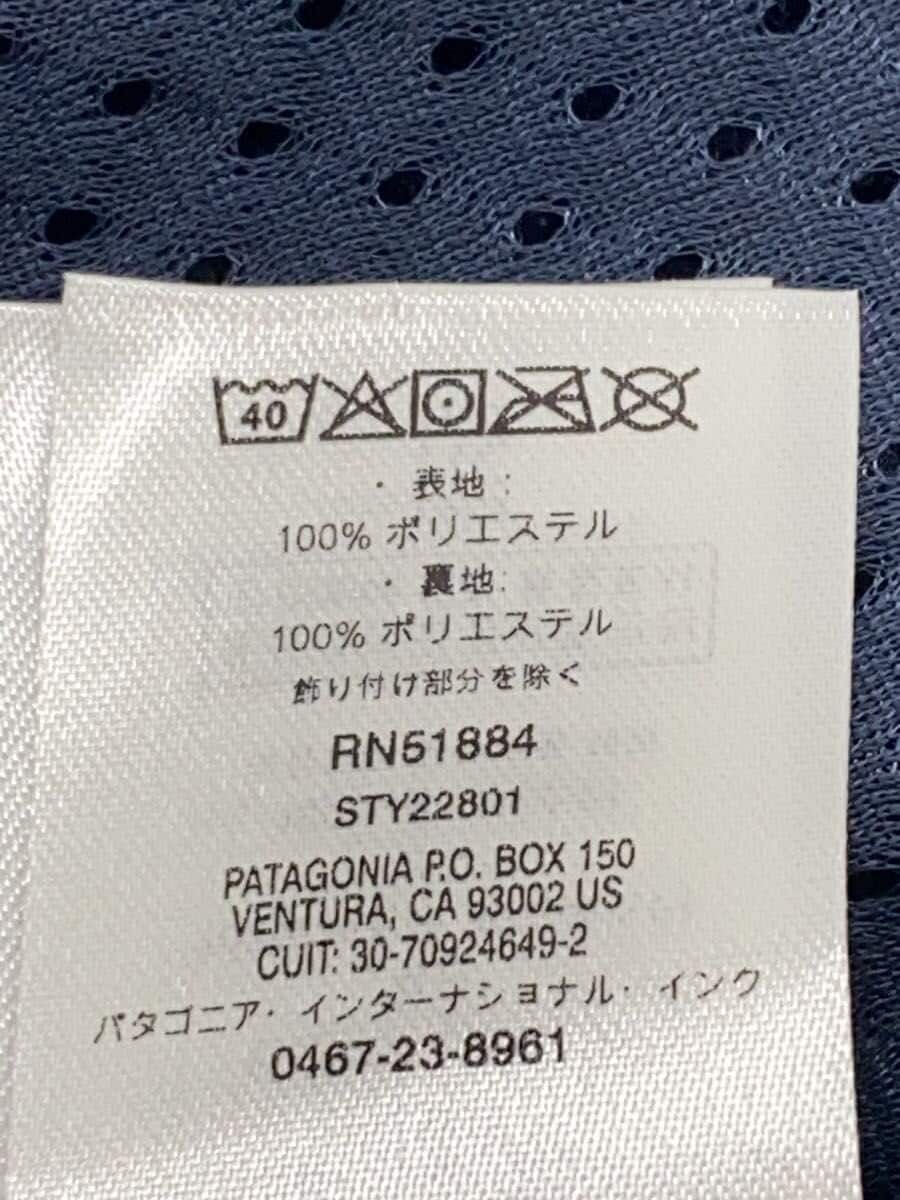 40
・表地:
100% ポリエステル
・裏地:
100% ポリエステル
飾り付け部分を除く
RN51884
STY22801
PATAGONIA P.O. BOX 150
VENTURA, CA 93002 US
CUIT: 30-70924649-2
パタゴニア・インターナショナル・インク
0467-23-8961